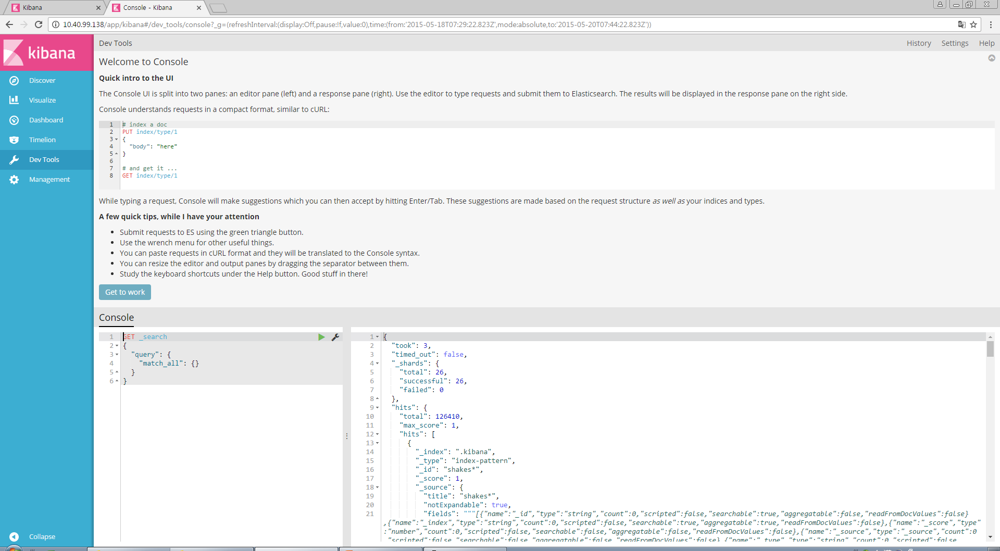 Kibana
Console - Kibana
10.40.99.138/app/kibana#/dev_tools/console?_g=(refreshInterval:(display:Off,pause:!f,value:0),time:(from:'2015-05-18T07:29:22.823Z',mode:absolute,to:'2015-05-20T07:44:22.823Z'))
kibana
Discover
Visualize
Dashboard
Timelion
Dev Tools
Management
Collapse
Dev Tools
History Settings Help
Welcome to Console
Quick intro to the UI
The Console UI is split into two panes: an editor pane (left) and a response pane (right). Use the editor to type requests and submit them to Elasticsearch. The results will be displayed in the response pane on the right side.
Console understands requests in a compact format, similar to cURL:
1 # index a doc
2 PUT index/type/1
3 {
4 "body": "here"
5 }
6
7 # and get it ...
8 GET index/type/1
While typing a request, Console will make suggestions which you can then accept by hitting Enter/Tab. These suggestions are made based on the request structure as well as your indices and types.
A few quick tips, while I have your attention
• Submit requests to ES using the green triangle button.
• Use the wrench menu for other useful things.
• You can paste requests in cURL format and they will be translated to the Console syntax.
• You can resize the editor and output panes by dragging the separator between them.
• Study the keyboard shortcuts under the Help button. Good stuff in there!
Get to work
Console
1 GET _search
2 {
3 "query": {
4 "match_all": {}
5 }
6 }
1 {
2 "took": 3,
3 "timed_out": false,
4 "_shards": {
5 "total": 26,
6 "successful": 26,
7 "failed": 0
8 },
9 "hits": {
10 "total": 126410,
11 "max_score": 1,
12 "hits": [
13 {
14 "_index": ".kibana",
15 "_type": "index-pattern",
16 "_id": "shakes*",
17 "_score": 1,
18 "_source": {
19 "title": "shakes*",
20 "notExpandable": true,
21 "fields": """[{"name":"_id","type":"string","count":0,"scripted":false,"searchable":true,"aggregatable":false,"readFromDocValues":false}
,{"name":"_index","type":"string","count":0,"scripted":false,"searchable":true,"aggregatable":true,"readFromDocValues":false},{"name":"_score","type"
:"number","count":0,"scripted":false,"searchable":false,"aggregatable":false,"readFromDocValues":false},{"name":"_source","type":"_source","count":0
,"scripted":false,"searchable":false,"aggregatable":false,"readFromDocValues":false},{"name":"_type","type":"string","count":0,"scripted":false